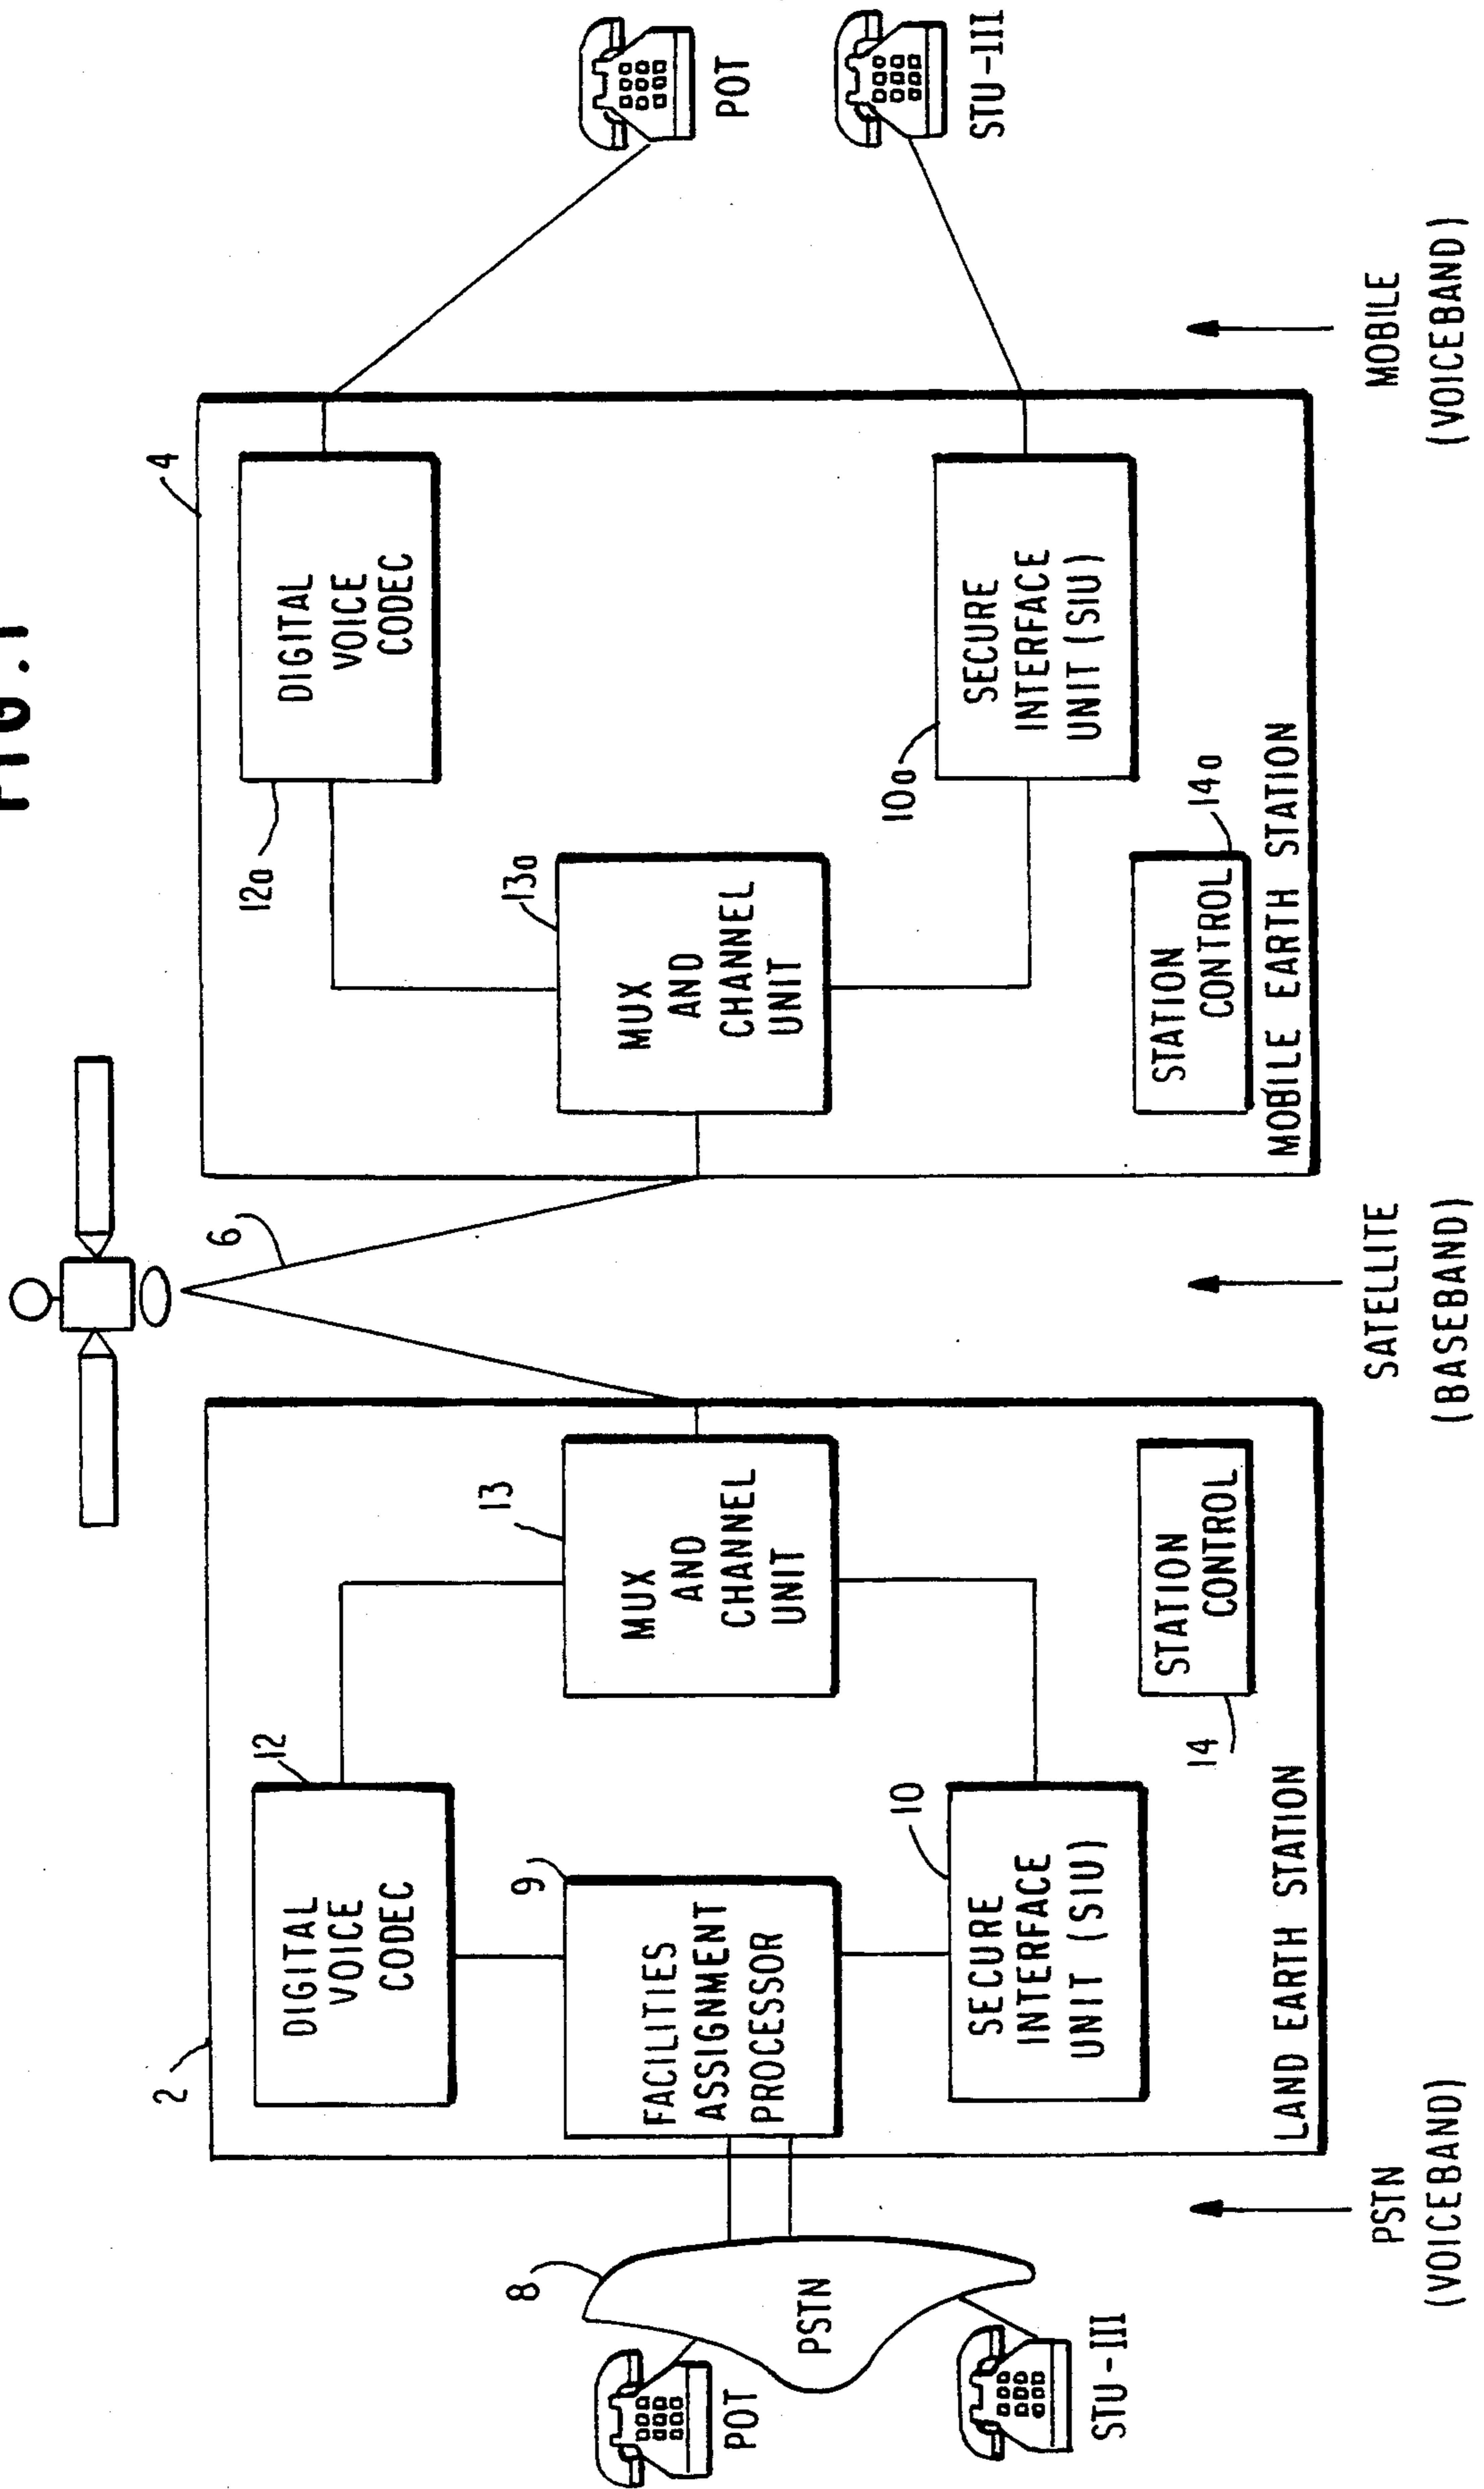 FIG.1
POT
STU-III
8
PSTN
2
DIGITAL
VOICE
CODEC
12
9
FACILITIES
ASSIGNMENT
PROCESSOR
10
SECURE
INTERFACE
UNIT (SIU)
13
MUX
AND
CHANNEL
UNIT
14
STATION
CONTROL
LAND EARTH STATION
6
4
12a
DIGITAL
VOICE
CODEC
13a
MUX
AND
CHANNEL
UNIT
10a
SECURE
INTERFACE
UNIT (SIU)
STATION
CONTROL
14a
MOBILE EARTH STATION
POT
STU-III
PSTN
(VOICEBAND)
SATELLITE
(BASEBAND)
MOBILE
(VOICEBAND)